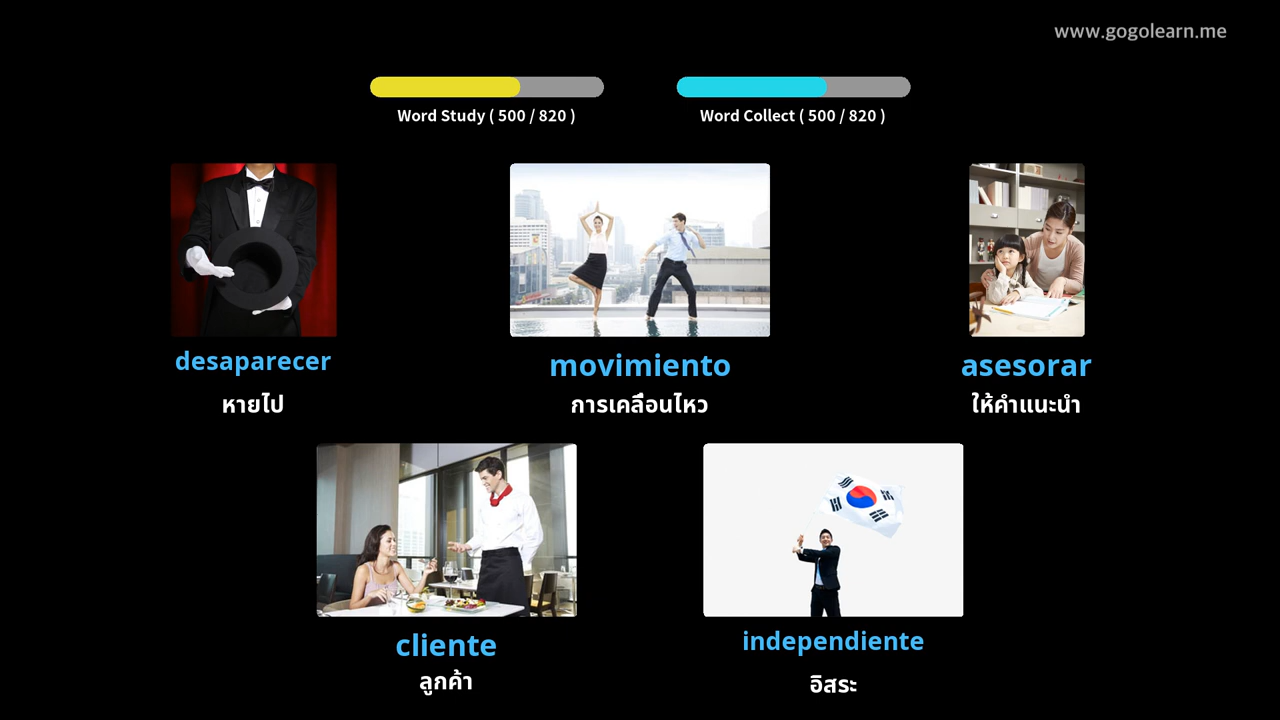 www.gogolearn.me
Word Study ( 500 / 820 )
Word Collect ( 500 / 820 )
desaparecer
หายไป
movimiento
การเคลื่อนไหว
asesorar
ให้คำแนะนำ
cliente
ลูกค้า
independiente
อิสระ